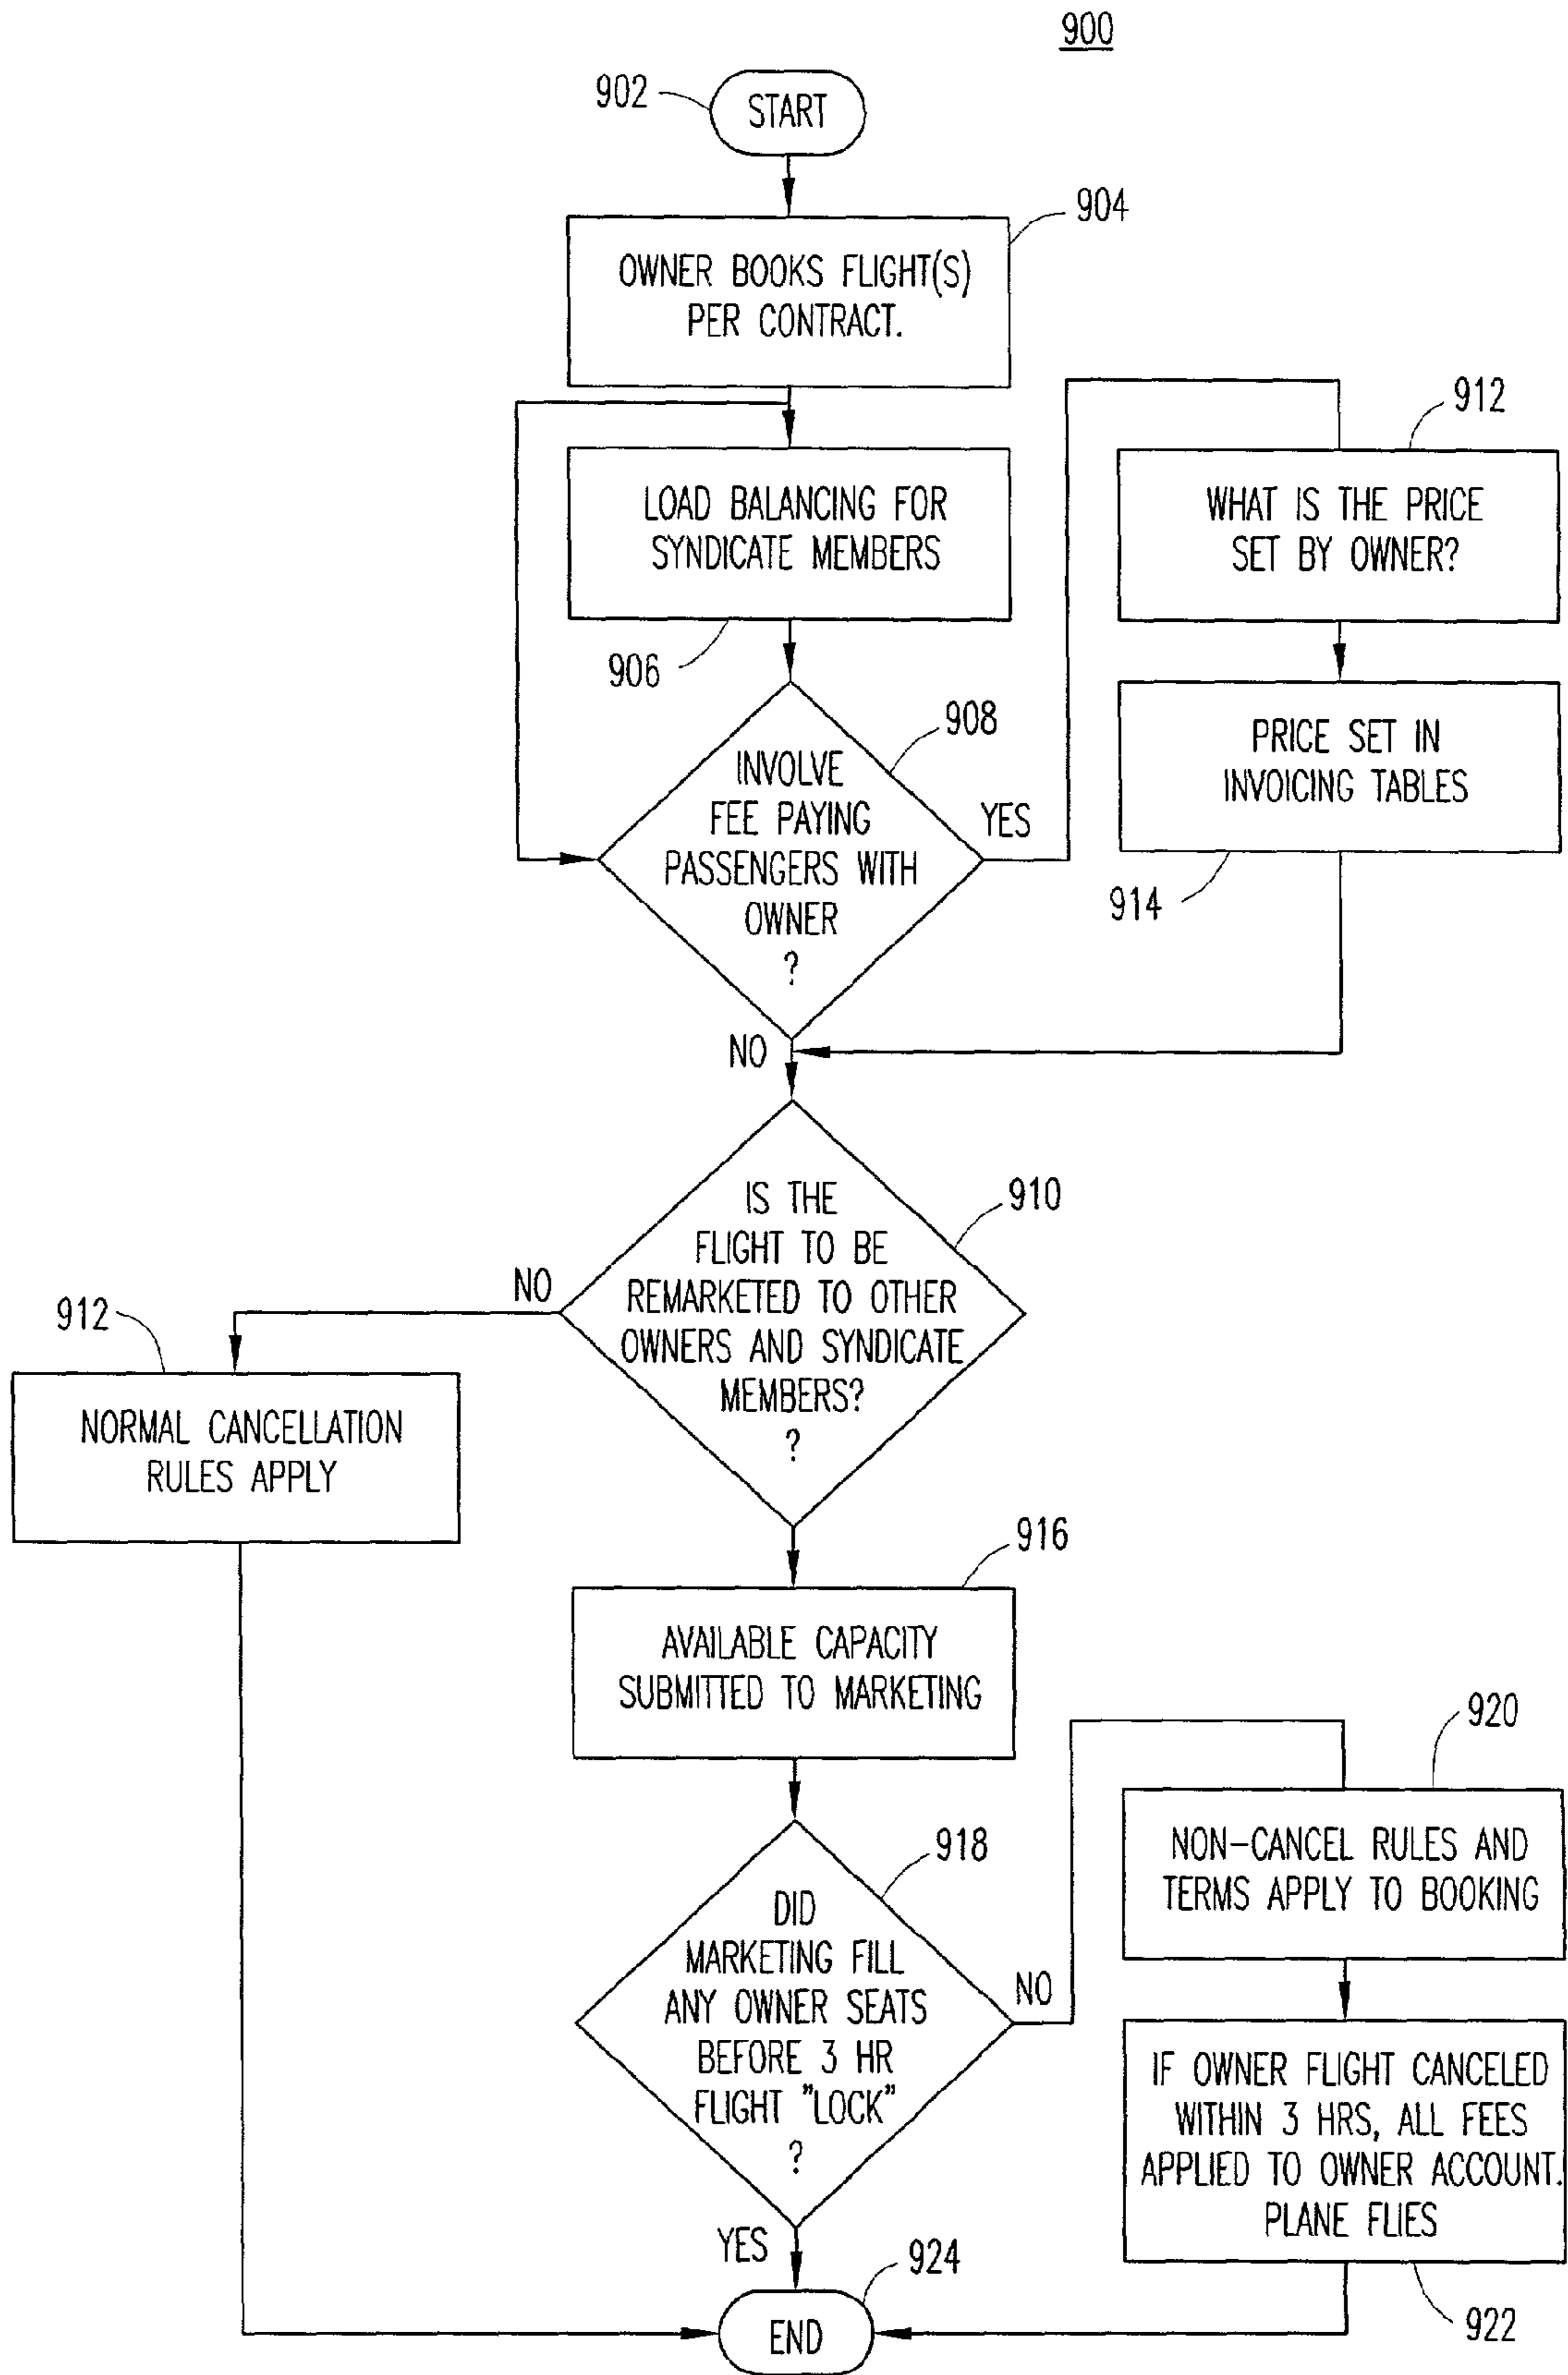 900
902
START
904
OWNER BOOKS FLIGHT(S)
PER CONTRACT.
912
LOAD BALANCING FOR
SYNDICATE MEMBERS
906
WHAT IS THE PRICE
SET BY OWNER?
908
INVOLVE
FEE PAYING
PASSENGERS WITH
OWNER
?
YES
PRICE SET IN
INVOICING TABLES
914
NO
910
IS THE
FLIGHT TO BE
REMARKETED TO OTHER
OWNERS AND SYNDICATE
MEMBERS?
?
NO
912
NORMAL CANCELLATION
RULES APPLY
916
AVAILABLE CAPACITY
SUBMITTED TO MARKETING
918
DID
MARKETING FILL
ANY OWNER SEATS
BEFORE 3 HR
FLIGHT "LOCK"
?
NO
920
NON-CANCEL RULES AND
TERMS APPLY TO BOOKING
IF OWNER FLIGHT CANCELED
WITHIN 3 HRS, ALL FEES
APPLIED TO OWNER ACCOUNT.
PLANE FLIES
922
YES
924
END